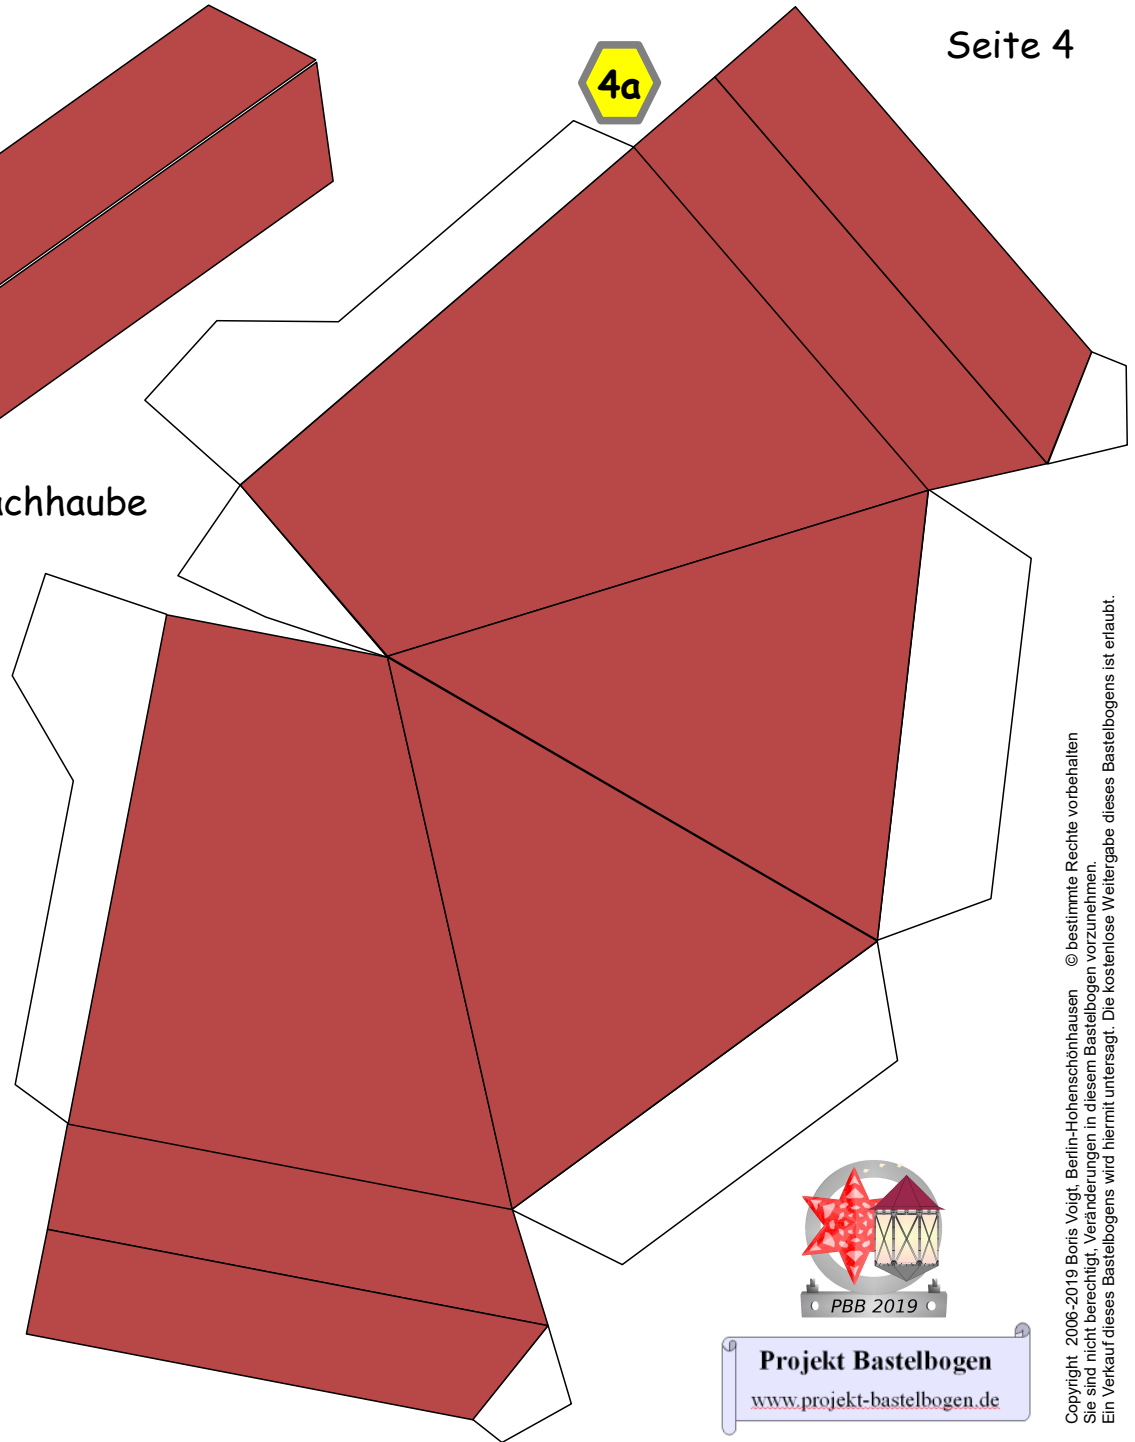 Seite 4
4a
achhaube
PBB 2019
Projekt Bastelbogen
www.projekt-bastelbogen.de
Copyright 2006-2019 Boris Voigt, Berlin-Hohenschönhausen © bestimmte Rechte vorbehalten
Sie sind nicht berechtigt, Veränderungen in diesem Bastelbogen vorzunehmen.
Ein Verkauf dieses Bastelbogens wird hiermit untersagt. Die kostenlose Weitergabe dieses Bastelbogens ist erlaubt.